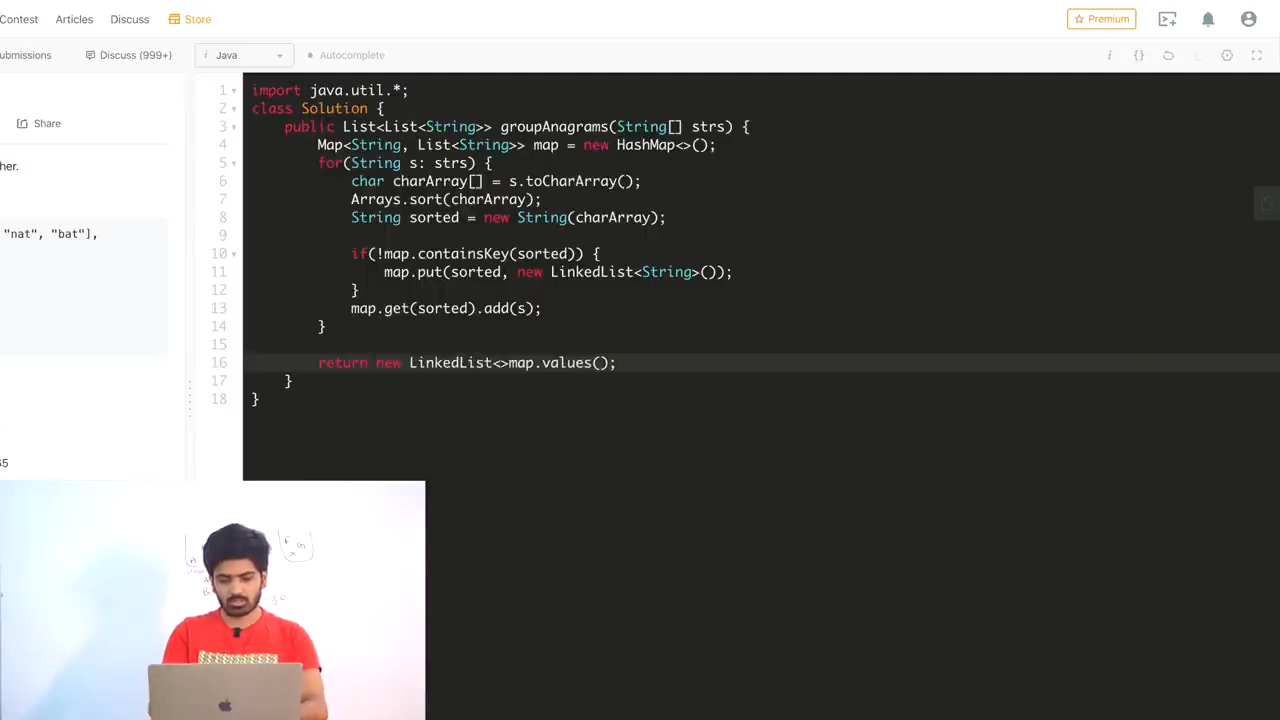 Contest Articles Discuss Store Premium
ubmissions Discuss (999+) i Java Autocomplete i {}
Share
her.
"nat", "bat"],
65
1 import java.util.*;
2 class Solution {
3 public List<List<String>> groupAnagrams(String[] strs) {
4 Map<String, List<String>> map = new HashMap<>();
5 for(String s: strs) {
6 char charArray[] = s.toCharArray();
7 Arrays.sort(charArray);
8 String sorted = new String(charArray);
9
10 if(!map.containsKey(sorted)) {
11 map.put(sorted, new LinkedList<String>());
12 }
13 map.get(sorted).add(s);
14 }
15
16 return new LinkedList<>map.values();
17 }
18 }